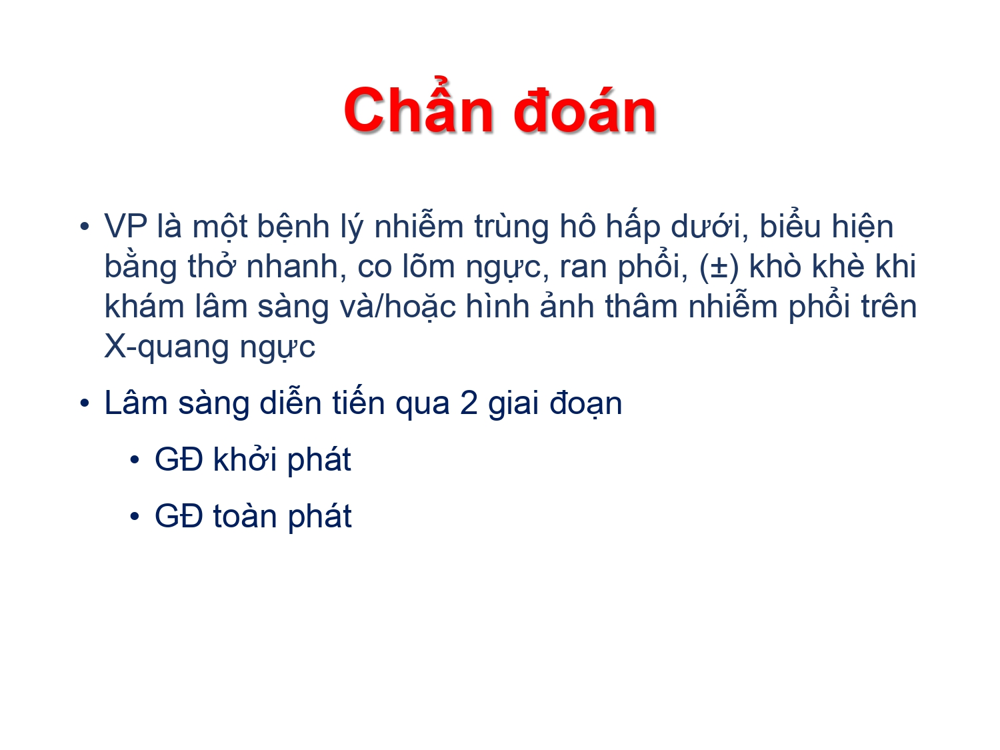 Chẩn đoán
• VP là một bệnh lý nhiễm trùng hô hấp dưới, biểu hiện
bằng thở nhanh, co lõm ngực, ran phổi, (±) khò khè khi
khám lâm sàng và/hoặc hình ảnh thâm nhiễm phổi trên
X-quang ngực
• Lâm sàng diễn tiến qua 2 giai đoạn
• GĐ khởi phát
• GĐ toàn phát